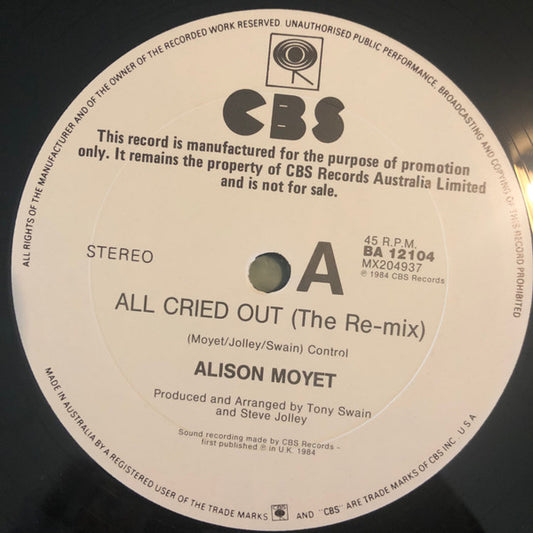 ALL RIGHTS OF THE MANUFACTURER AND OF THE OWNER OF THE RECORDED WORK RESERVED UNAUTHORISED PUBLIC PERFORMANCE, BROADCASTING AND COPYING OF THIS RECORD PROHIBITED
CBS
This record is manufactured for the purpose of promotion
only. It remains the property of CBS Records Australia Limited
and is not for sale.
STEREO
A
45 R.P.M.
BA 12104
MX204937
℗ 1984 CBS Records
ALL CRIED OUT (The Re-mix)
(Moyet/Jolley/Swain) Control
ALISON MOYET
Produced and Arranged by Tony Swain
and Steve Jolley
Sound recording made by CBS Records -
first published ℗ in U.K. 1984
MADE IN AUSTRALIA BY A REGISTERED USER OF THE TRADE MARKS AND "CBS" ARE TRADE MARKS OF CBS INC. U S A